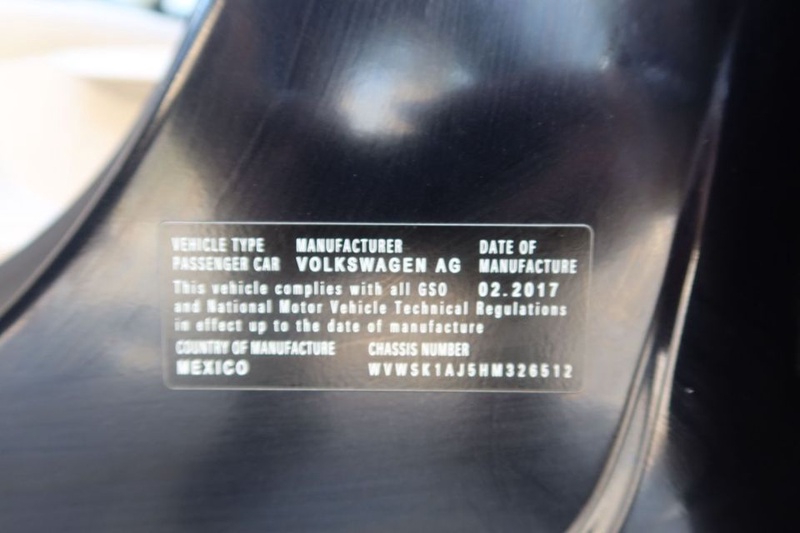 VEHICLE TYPE MANUFACTURER DATE OF
PASSENGER CAR VOLKSWAGEN AG MANUFACTURE
This vehicle complies with all GSO 02.2017
and National Motor Vehicle Technical Regulations
in effect up to the date of manufacture
COUNTRY OF MANUFACTURE CHASSIS NUMBER
MEXICO WVWSK1AJ5HM326512